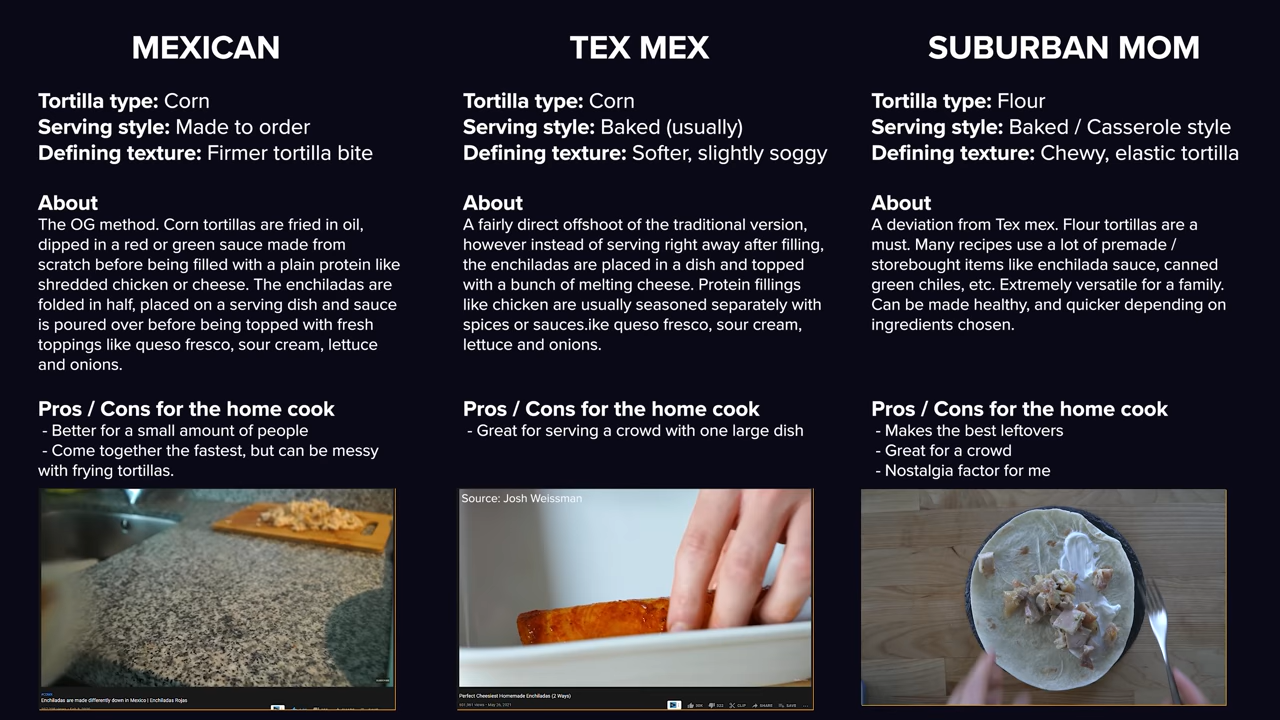 MEXICAN
Tortilla type: Corn
Serving style: Made to order
Defining texture: Firmer tortilla bite
About
The OG method. Corn tortillas are fried in oil,
dipped in a red or green sauce made from
scratch before being filled with a plain protein like
shredded chicken or cheese. The enchiladas are
folded in half, placed on a serving dish and sauce
is poured over before being topped with fresh
toppings like queso fresco, sour cream, lettuce
and onions.
Pros / Cons for the home cook
- Better for a small amount of people
- Come together the fastest, but can be messy
with frying tortillas.
Enchiladas are made differently down in Mexico | Enchiladas Rojas
TEX MEX
Tortilla type: Corn
Serving style: Baked (usually)
Defining texture: Softer, slightly soggy
About
A fairly direct offshoot of the traditional version,
however instead of serving right away after filling,
the enchiladas are placed in a dish and topped
with a bunch of melting cheese. Protein fillings
like chicken are usually seasoned separately with
spices or sauces.ike queso fresco, sour cream,
lettuce and onions.
Pros / Cons for the home cook
- Great for serving a crowd with one large dish
Source: Josh Weissman
Perfect Cheesiest Homemade Enchiladas (2 Ways)
CLIP
SHARE
SAVE
SUBURBAN MOM
Tortilla type: Flour
Serving style: Baked / Casserole style
Defining texture: Chewy, elastic tortilla
About
A deviation from Tex mex. Flour tortillas are a
must. Many recipes use a lot of premade /
storebought items like enchilada sauce, canned
green chiles, etc. Extremely versatile for a family.
Can be made healthy, and quicker depending on
ingredients chosen.
Pros / Cons for the home cook
- Makes the best leftovers
- Great for a crowd
- Nostalgia factor for me